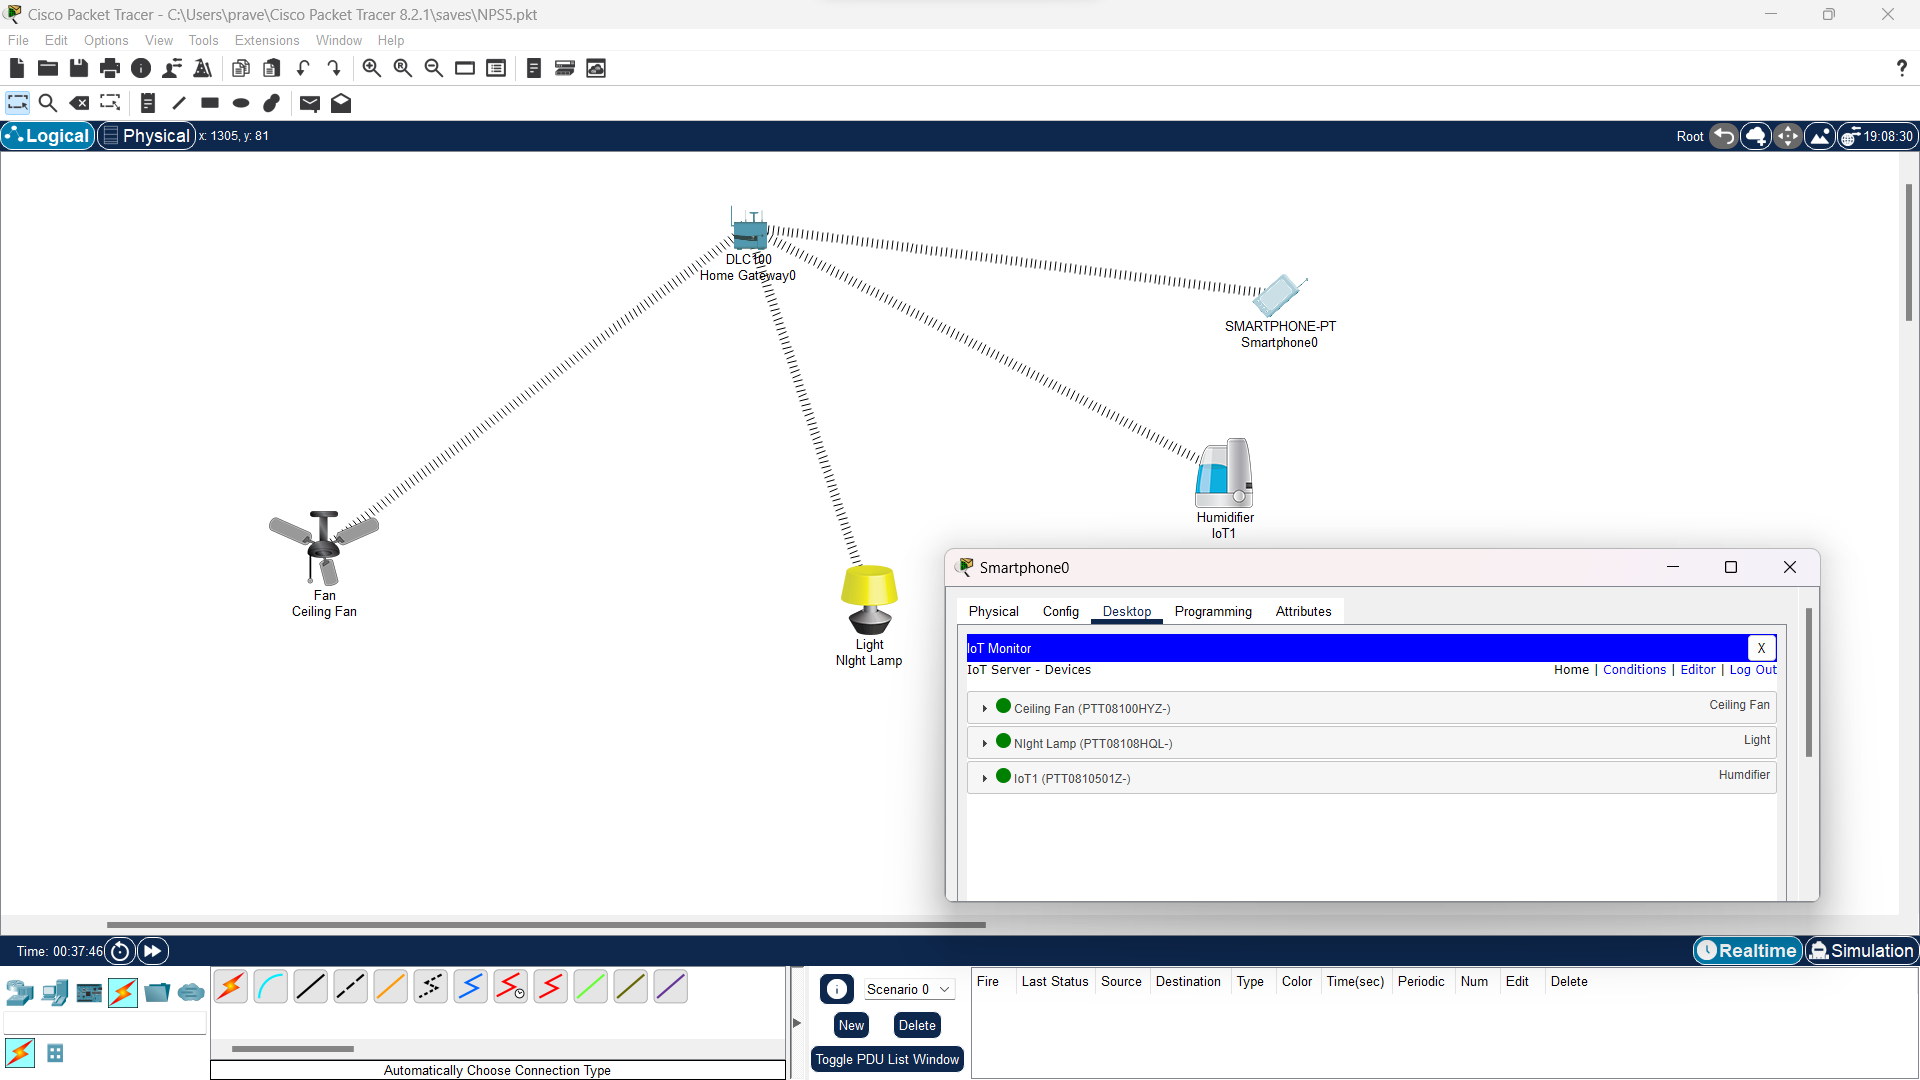 Cisco Packet Tracer - C:\Users\prave\Cisco Packet Tracer 8.2.1\saves\NPS5.pkt
File Edit Options View Tools Extensions Window Help
?
Logical Physical x: 1305, y: 81 Root 19:08:30
DLC100
Home Gateway0
SMARTPHONE-PT
Smartphone0
Humidifier
IoT1
Fan
Ceiling Fan
Light
NIght Lamp
Smartphone0
Physical Config Desktop Programming Attributes
IoT Monitor X
IoT Server - Devices Home | Conditions | Editor | Log Out
Ceiling Fan (PTT08100HYZ-) Ceiling Fan
NIght Lamp (PTT08108HQL-) Light
IoT1 (PTT0810501Z-) Humdifier
Time: 00:37:46 Realtime Simulation
Scenario 0
New Delete
Toggle PDU List Window
Fire Last Status Source Destination Type Color Time(sec) Periodic Num Edit Delete
Automatically Choose Connection Type